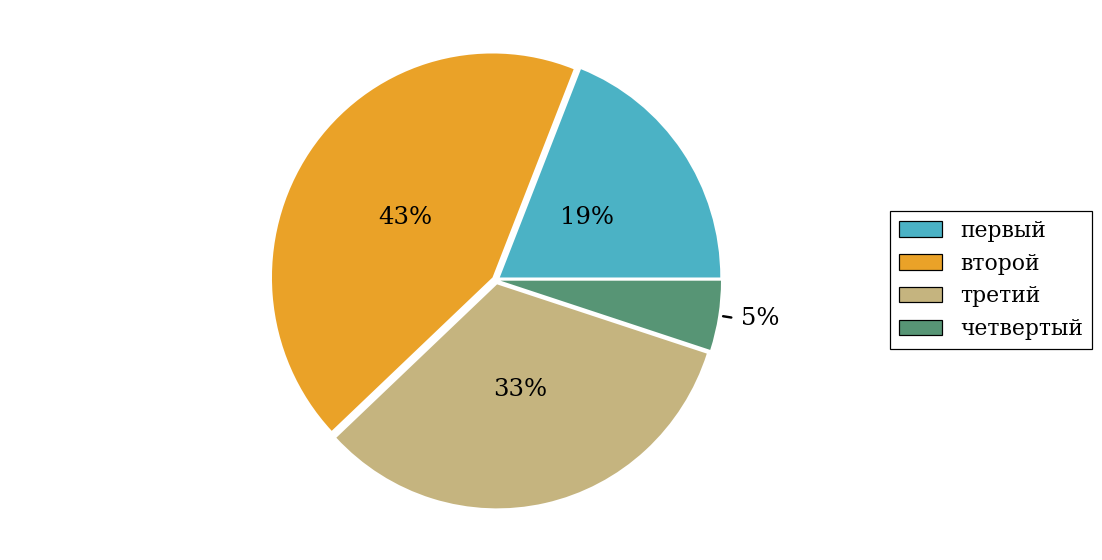 43%
19%
5%
33%
первый
второй
третий
четвертый